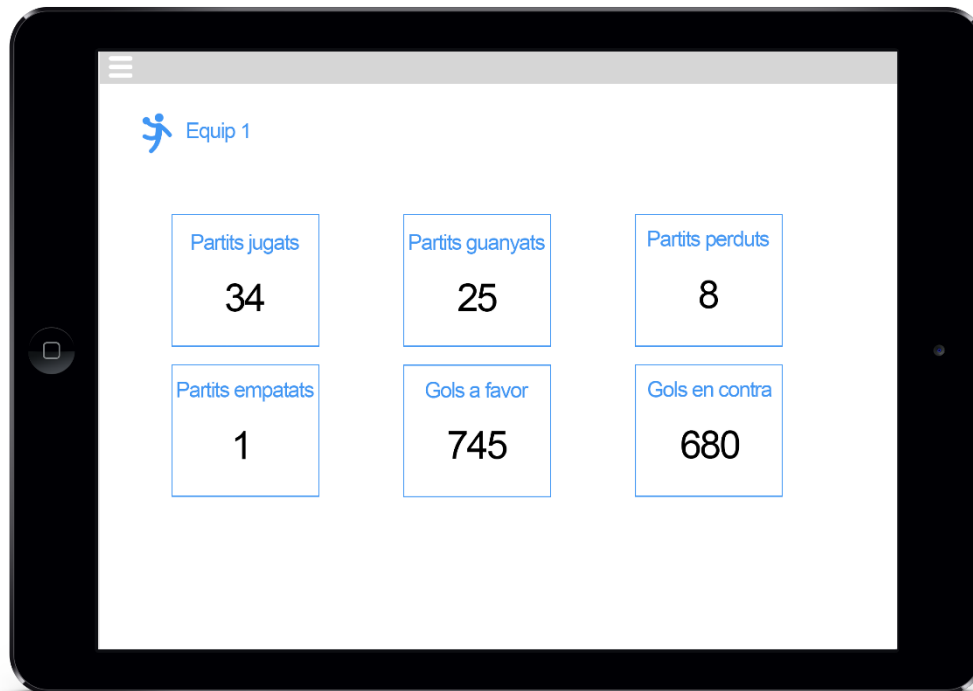 Equip 1
Partits jugats
34
Partits guanyats
25
Partits perduts
8
Partits empatats
1
Gols a favor
745
Gols en contra
680